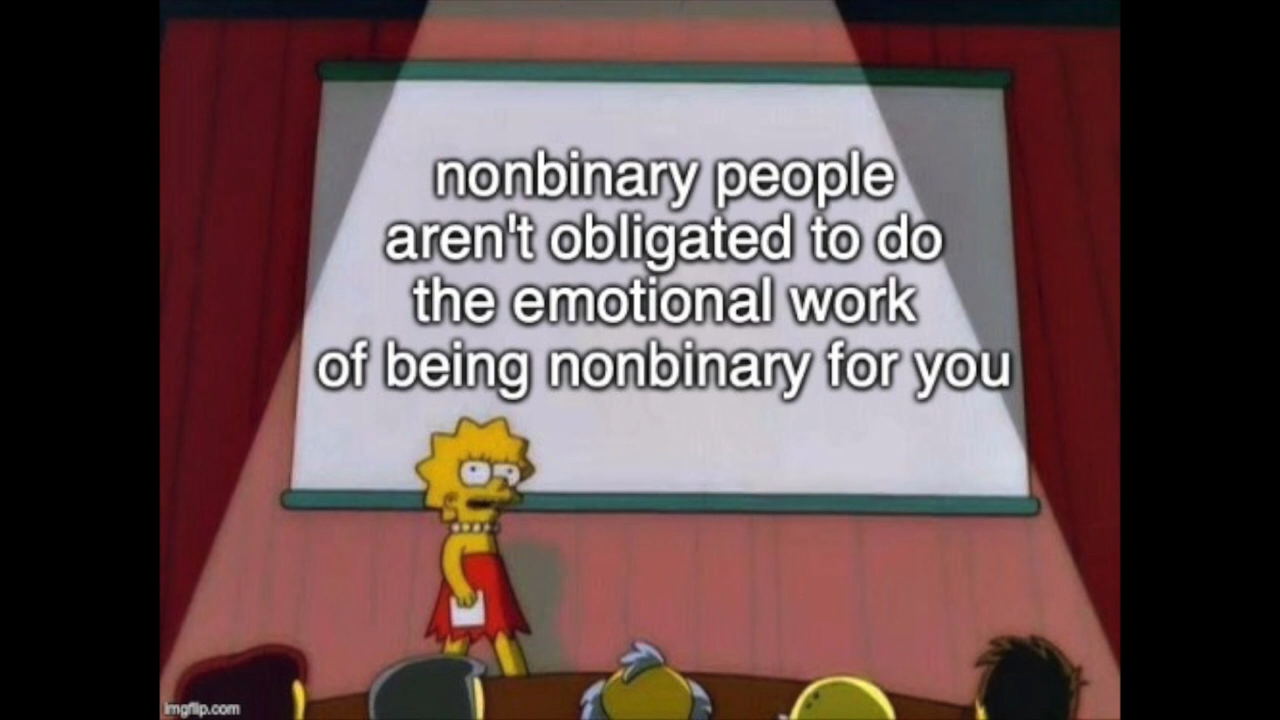 nonbinary people
aren't obligated to do
the emotional work
of being nonbinary for you
imgflip.com